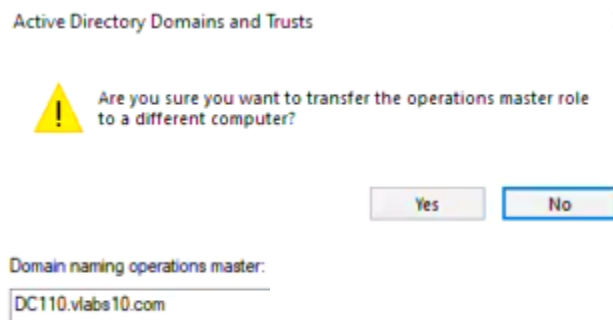 Active Directory Domains and Trusts
Are you sure you want to transfer the operations master role
to a different computer?
Yes
No
Domain naming operations master:
DC110.vlabs10.com